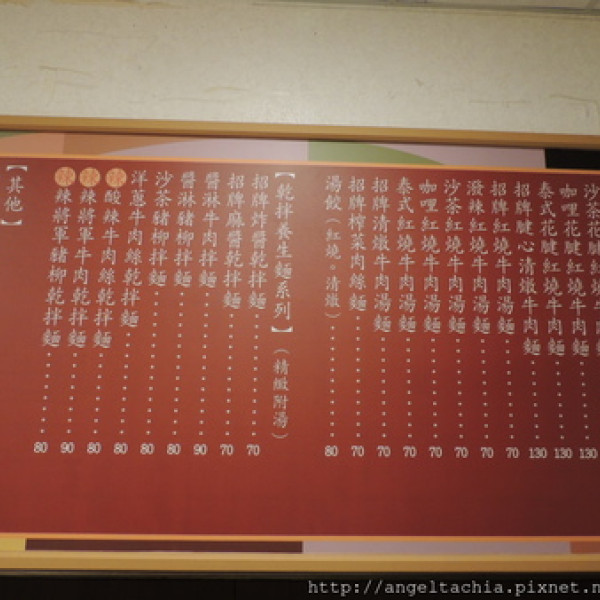 沙茶花腱紅燒牛肉麵
咖哩花腱紅燒牛肉麵 130
泰式花腱紅燒牛肉麵 130
招牌腱心清燉牛肉麵 130
招牌紅燒牛肉湯麵 70
潑辣紅燒牛肉湯麵 70
沙茶紅燒牛肉湯麵 70
咖哩紅燒牛肉湯麵 70
泰式紅燒牛肉湯麵 70
招牌清燉牛肉湯麵 70
招牌榨菜肉絲麵 70
湯餃(紅燒。清燉) 80
【乾拌養生麵系列】(精緻附湯)
招牌炸醬乾拌麵 70
招牌麻醬乾拌麵 70
醬淋牛肉拌麵 90
醬淋豬柳拌麵 80
沙茶豬柳拌麵 80
洋蔥牛肉絲乾拌麵 80
酸辣牛肉絲乾拌麵 80
辣將軍牛肉乾拌麵 90
辣將軍豬柳乾拌麵 80
【其他】
http://angeltachia.pixnet.n